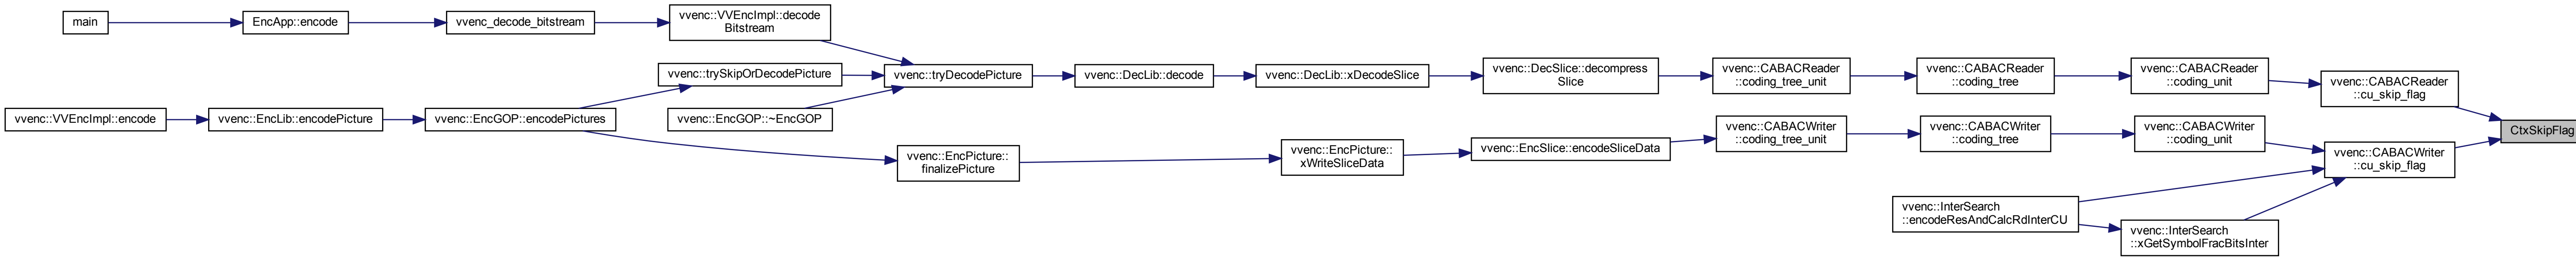 main
EncApp::encode
vvenc_decode_bitstream
vvenc::VVEncImpl::decode
Bitstream
vvenc::trySkipOrDecodePicture
vvenc::tryDecodePicture
vvenc::DecLib::decode
vvenc::DecLib::xDecodeSlice
vvenc::DecSlice::decompress
Slice
vvenc::CABACReader
::coding_tree_unit
vvenc::CABACReader
::coding_tree
vvenc::CABACReader
::coding_unit
vvenc::CABACReader
::cu_skip_flag
CtxSkipFlag
vvenc::VVEncImpl::encode
vvenc::EncLib::encodePicture
vvenc::EncGOP::encodePictures
vvenc::EncGOP::~EncGOP
vvenc::EncPicture::
finalizePicture
vvenc::EncPicture::
xWriteSliceData
vvenc::EncSlice::encodeSliceData
vvenc::CABACWriter
::coding_tree_unit
vvenc::CABACWriter
::coding_tree
vvenc::CABACWriter
::coding_unit
vvenc::CABACWriter
::cu_skip_flag
vvenc::InterSearch
::encodeResAndCalcRdInterCU
vvenc::InterSearch
::xGetSymbolFracBitsInter